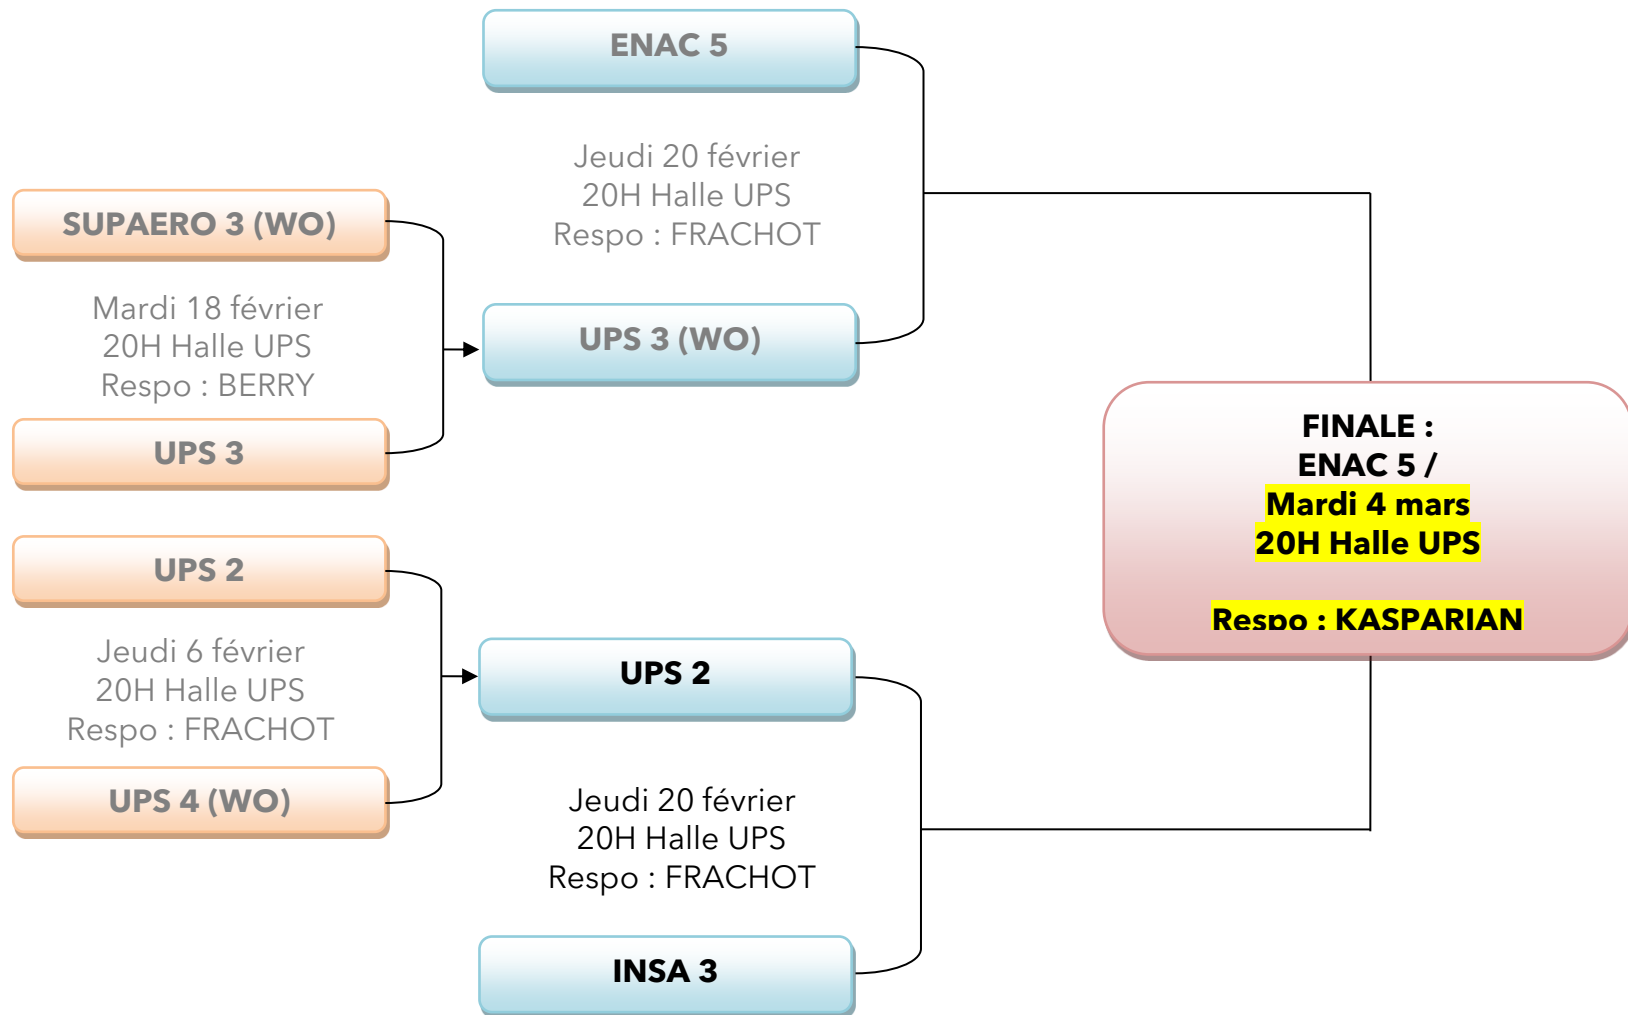 ENAC 5
Jeudi 20 février
20H Halle UPS
Respo : FRACHOT
SUPAERO 3 (WO)
Mardi 18 février
20H Halle UPS
Respo : BERRY
UPS 3
UPS 3 (WO)
UPS 2
Jeudi 6 février
20H Halle UPS
Respo : FRACHOT
UPS 4 (WO)
UPS 2
Jeudi 20 février
20H Halle UPS
Respo : FRACHOT
INSA 3
FINALE :
ENAC 5 /
Mardi 4 mars
20H Halle UPS
Respo : KASPARIAN